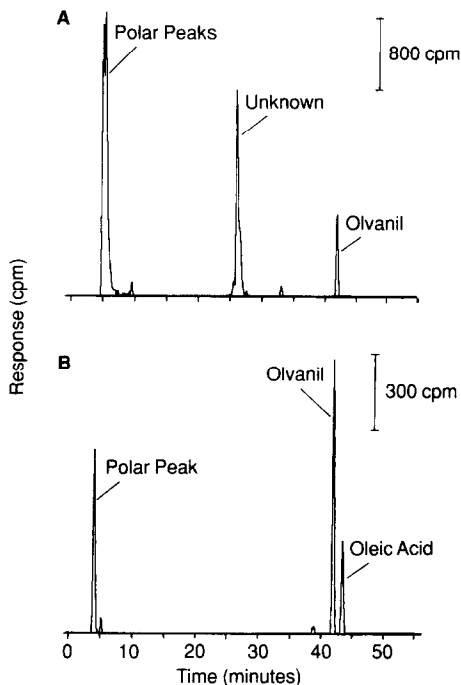 A
Polar Peaks
800 cpm
Unknown
Olvanil
Response (cpm)
B
Olvanil
300 cpm
Polar Peak
Oleic Acid
0 10 20 30 40 50
Time (minutes)